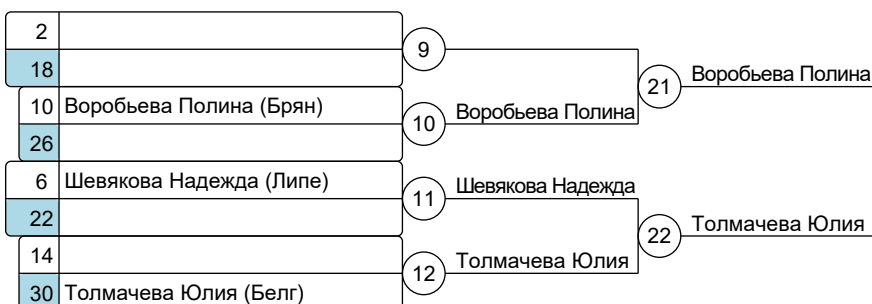 2
18
9
Воробьева Полина
21
10 Воробьева Полина (Брян)
Воробьева Полина
10
26
6 Шевякова Надежда (Липе)
Шевякова Надежда
11
22
Толмачева Юлия
22
14
Толмачева Юлия
12
30 Толмачева Юлия (Белг)